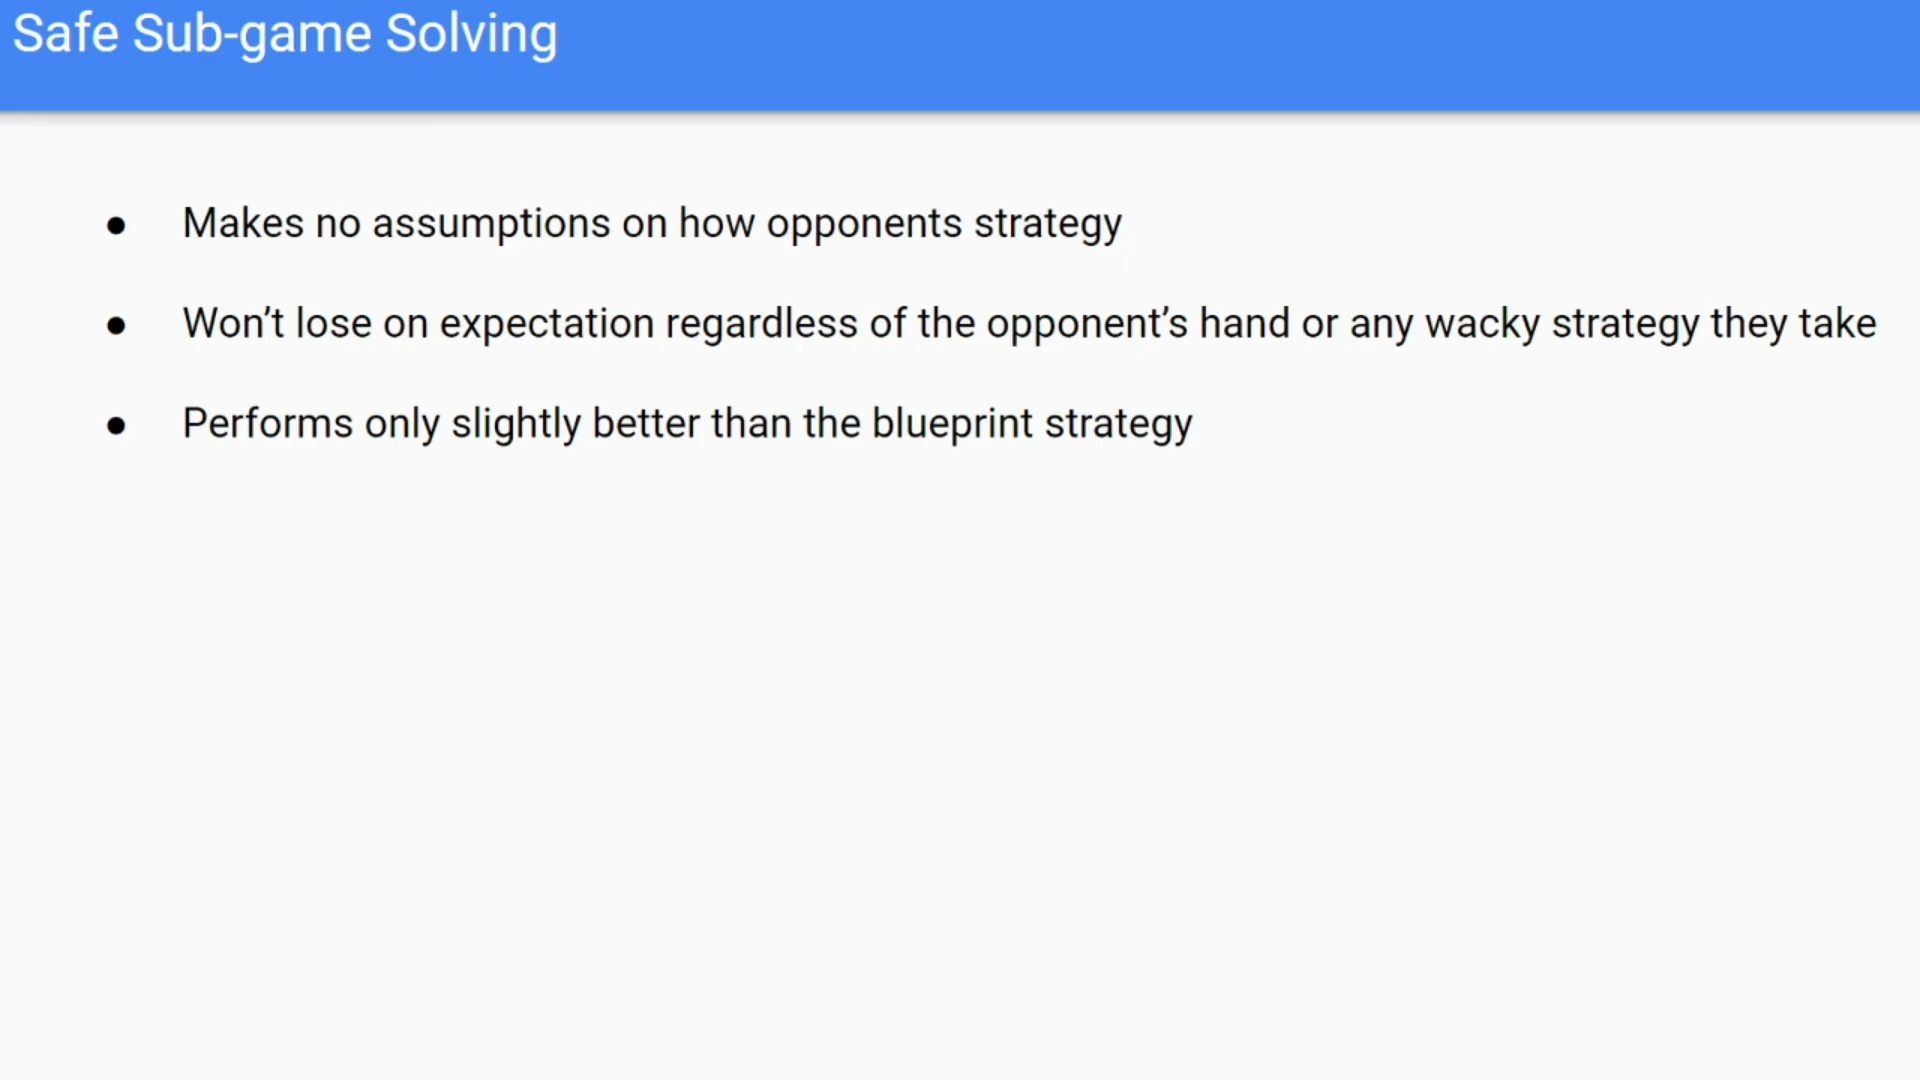 Safe Sub-game Solving
● Makes no assumptions on how opponents strategy
● Won’t lose on expectation regardless of the opponent’s hand or any wacky strategy they take
● Performs only slightly better than the blueprint strategy